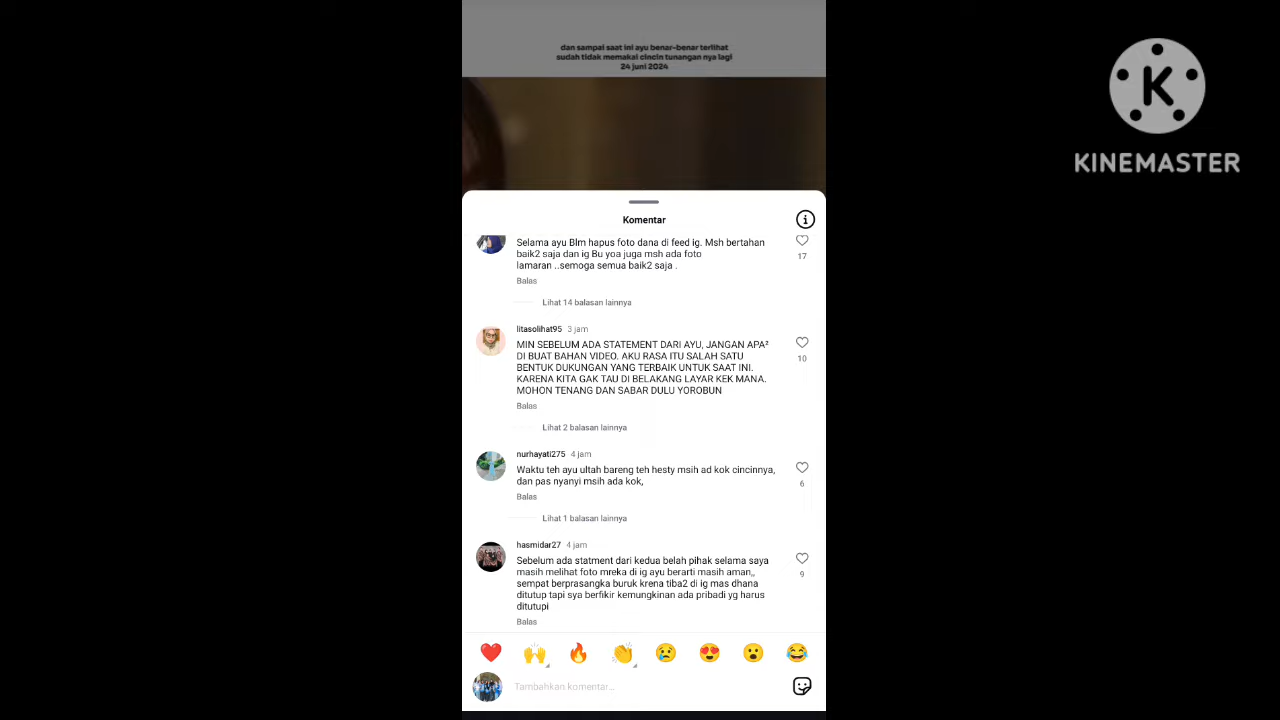 dan sampai saat ini ayu benar-benar terlihat
sudah tidak memakai cincin tunangan nya lagi
24 juni 2024
K
KINEMASTER
Komentar
Selama ayu Blm hapus foto dana di feed ig. Msh bertahan
baik2 saja dan ig Bu yoa juga msh ada foto
lamaran ..semoga semua baik2 saja .
17
Balas
Lihat 14 balasan lainnya
litasolihat95 3 jam
MIN SEBELUM ADA STATEMENT DARI AYU, JANGAN APA²
DI BUAT BAHAN VIDEO. AKU RASA ITU SALAH SATU
BENTUK DUKUNGAN YANG TERBAIK UNTUK SAAT INI.
KARENA KITA GAK TAU DI BELAKANG LAYAR KEK MANA.
MOHON TENANG DAN SABAR DULU YOROBUN
10
Balas
Lihat 2 balasan lainnya
nurhayati275 4 jam
Waktu teh ayu ultah bareng teh hesty msih ad kok cincinnya,
dan pas nyanyi msih ada kok,
6
Balas
Lihat 1 balasan lainnya
hasmidar27 4 jam
Sebelum ada statment dari kedua belah pihak selama saya
masih melihat foto mreka di ig ayu berarti masih aman,,
sempat berprasangka buruk krena tiba2 di ig mas dhana
ditutup tapi sya berfikir kemungkinan ada pribadi yg harus
ditutupi
9
Balas
Tambahkan komentar...